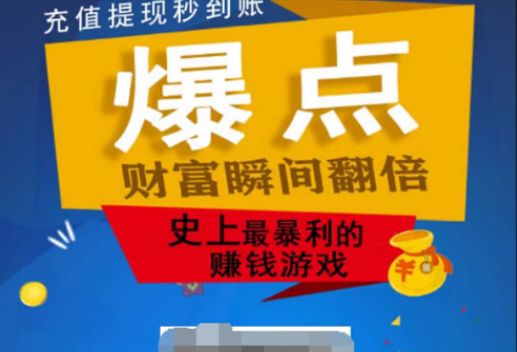 充值提现秒到账
爆点
财富瞬间翻倍
史上最暴利的
赚钱游戏
¥